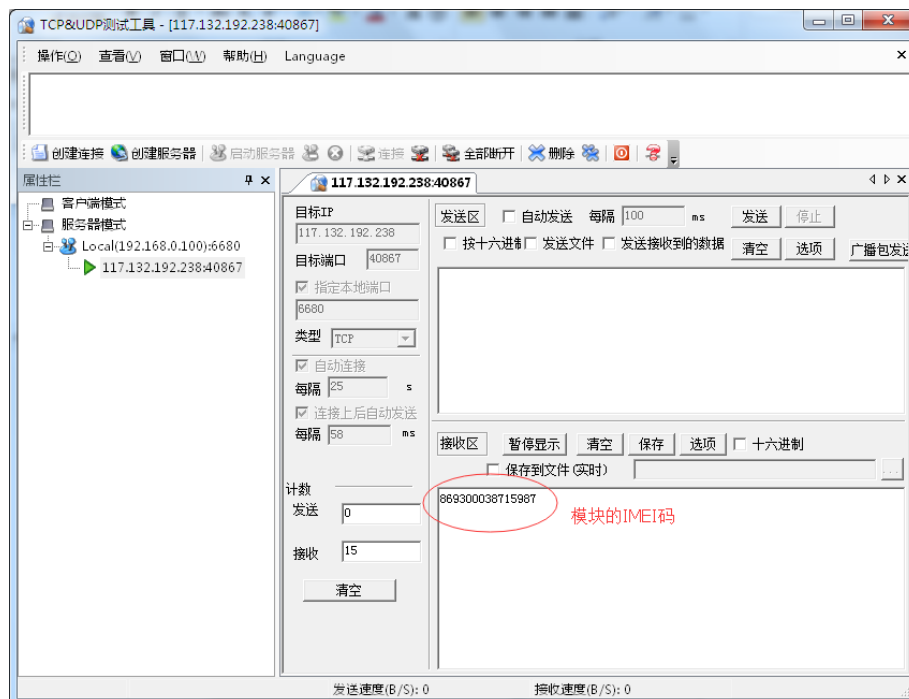 TCP&UDP测试工具 - [117.132.192.238:40867]
操作(O) 查看(V) 窗口(W) 帮助(H) Language
创建连接 创建服务器 启动服务器 连接 全部断开 删除
属性栏
117.132.192.238:40867
客户端模式
服务器模式
Local(192.168.0.100):6680
117.132.192.238:40867
目标IP
117.132.192.238
目标端口 40867
指定本地端口
6680
类型 TCP
自动连接
每隔 25 s
连接上后自动发送
每隔 58 ms
计数
发送 0
接收 15
清空
发送区 自动发送 每隔 100 ms 发送 停止
按十六进制 发送文件 发送接收到的数据 清空 选项 广播包发送
接收区 暂停显示 清空 保存 选项 十六进制
保存到文件(实时) ...
869300038715987
模块的IMEI码
发送速度(B/S): 0 接收速度(B/S): 0